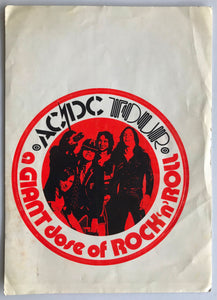 AC/DC TOUR
a GIANT dose of ROCK'n'ROLL